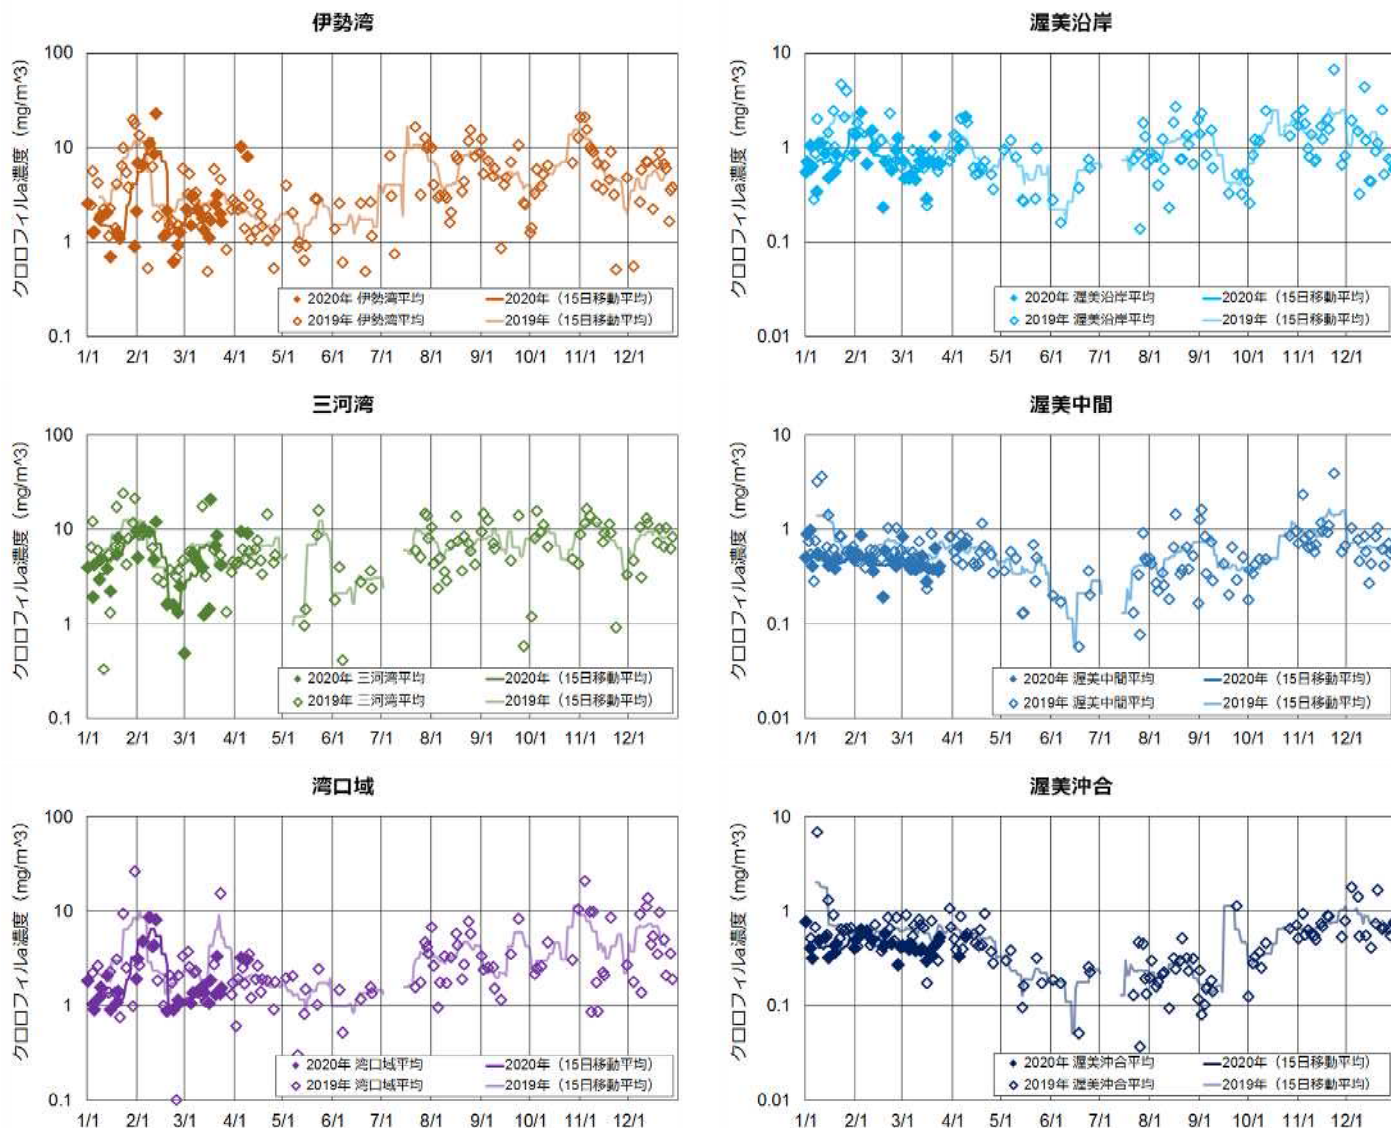 伊勢湾
クロロフィルa濃度（mg/m^3）
100
10
1
0.1
1/1 2/1 3/1 4/1 5/1 6/1 7/1 8/1 9/1 10/1 11/1 12/1
2020年 伊勢湾平均 2020年（15日移動平均）
2019年 伊勢湾平均 2019年（15日移動平均）
渥美沿岸
クロロフィルa濃度（mg/m^3）
10
1
0.1
0.01
1/1 2/1 3/1 4/1 5/1 6/1 7/1 8/1 9/1 10/1 11/1 12/1
2020年 渥美沿岸平均 2020年（15日移動平均）
2019年 渥美沿岸平均 2019年（15日移動平均）
三河湾
クロロフィルa濃度（mg/m^3）
100
10
1
0.1
1/1 2/1 3/1 4/1 5/1 6/1 7/1 8/1 9/1 10/1 11/1 12/1
2020年 三河湾平均 2020年（15日移動平均）
2019年 三河湾平均 2019年（15日移動平均）
渥美中間
クロロフィルa濃度（mg/m^3）
10
1
0.1
0.01
1/1 2/1 3/1 4/1 5/1 6/1 7/1 8/1 9/1 10/1 11/1 12/1
2020年 渥美中間平均 2020年（15日移動平均）
2019年 渥美中間平均 2019年（15日移動平均）
湾口域
クロロフィルa濃度（mg/m^3）
100
10
1
0.1
1/1 2/1 3/1 4/1 5/1 6/1 7/1 8/1 9/1 10/1 11/1 12/1
2020年 湾口域平均 2020年（15日移動平均）
2019年 湾口域平均 2019年（15日移動平均）
渥美沖合
クロロフィルa濃度（mg/m^3）
10
1
0.1
0.01
1/1 2/1 3/1 4/1 5/1 6/1 7/1 8/1 9/1 10/1 11/1 12/1
2020年 渥美沖合平均 2020年（15日移動平均）
2019年 渥美沖合平均 2019年（15日移動平均）